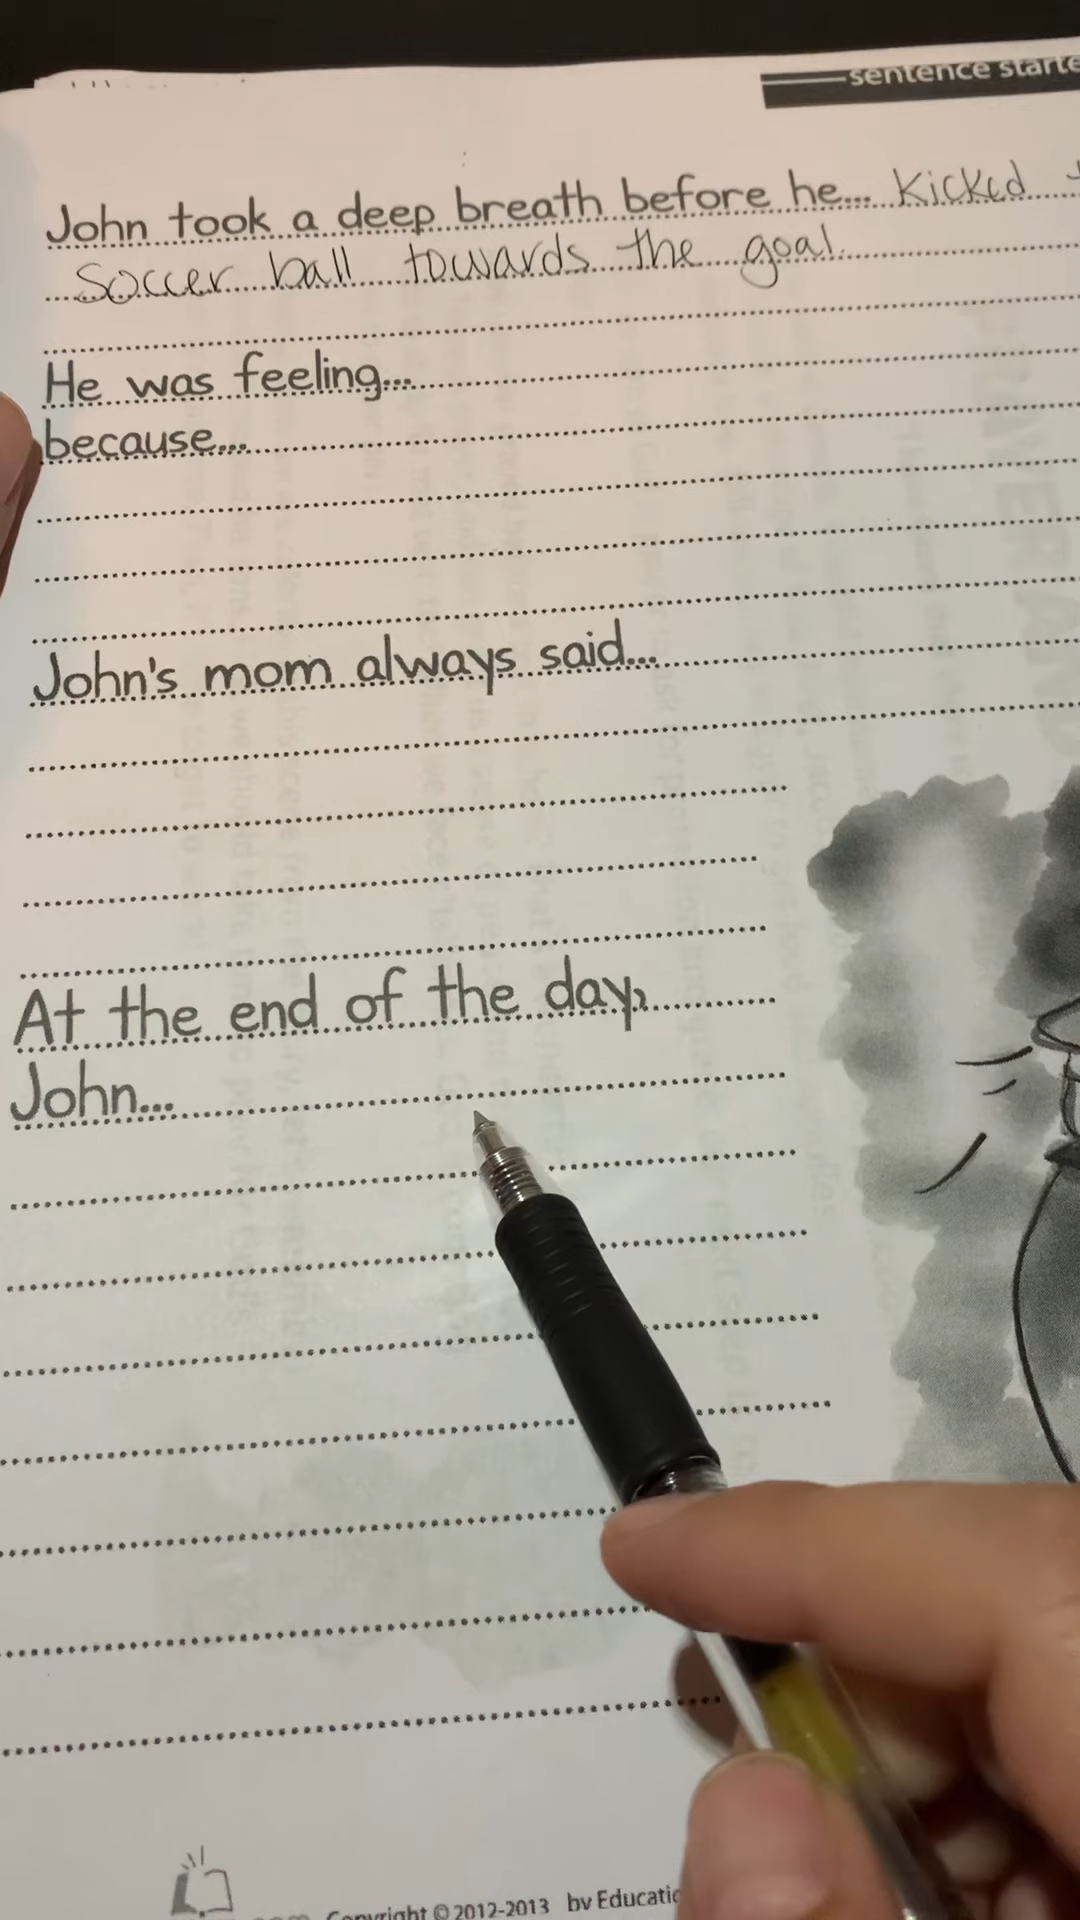 sentence starte
John took a deep breath before he... kicked t
soccer ball towards the goal.
He was feeling...
because...
John's mom always said...
At the end of the day,
John...
Copyright © 2012-2013 by Educatio